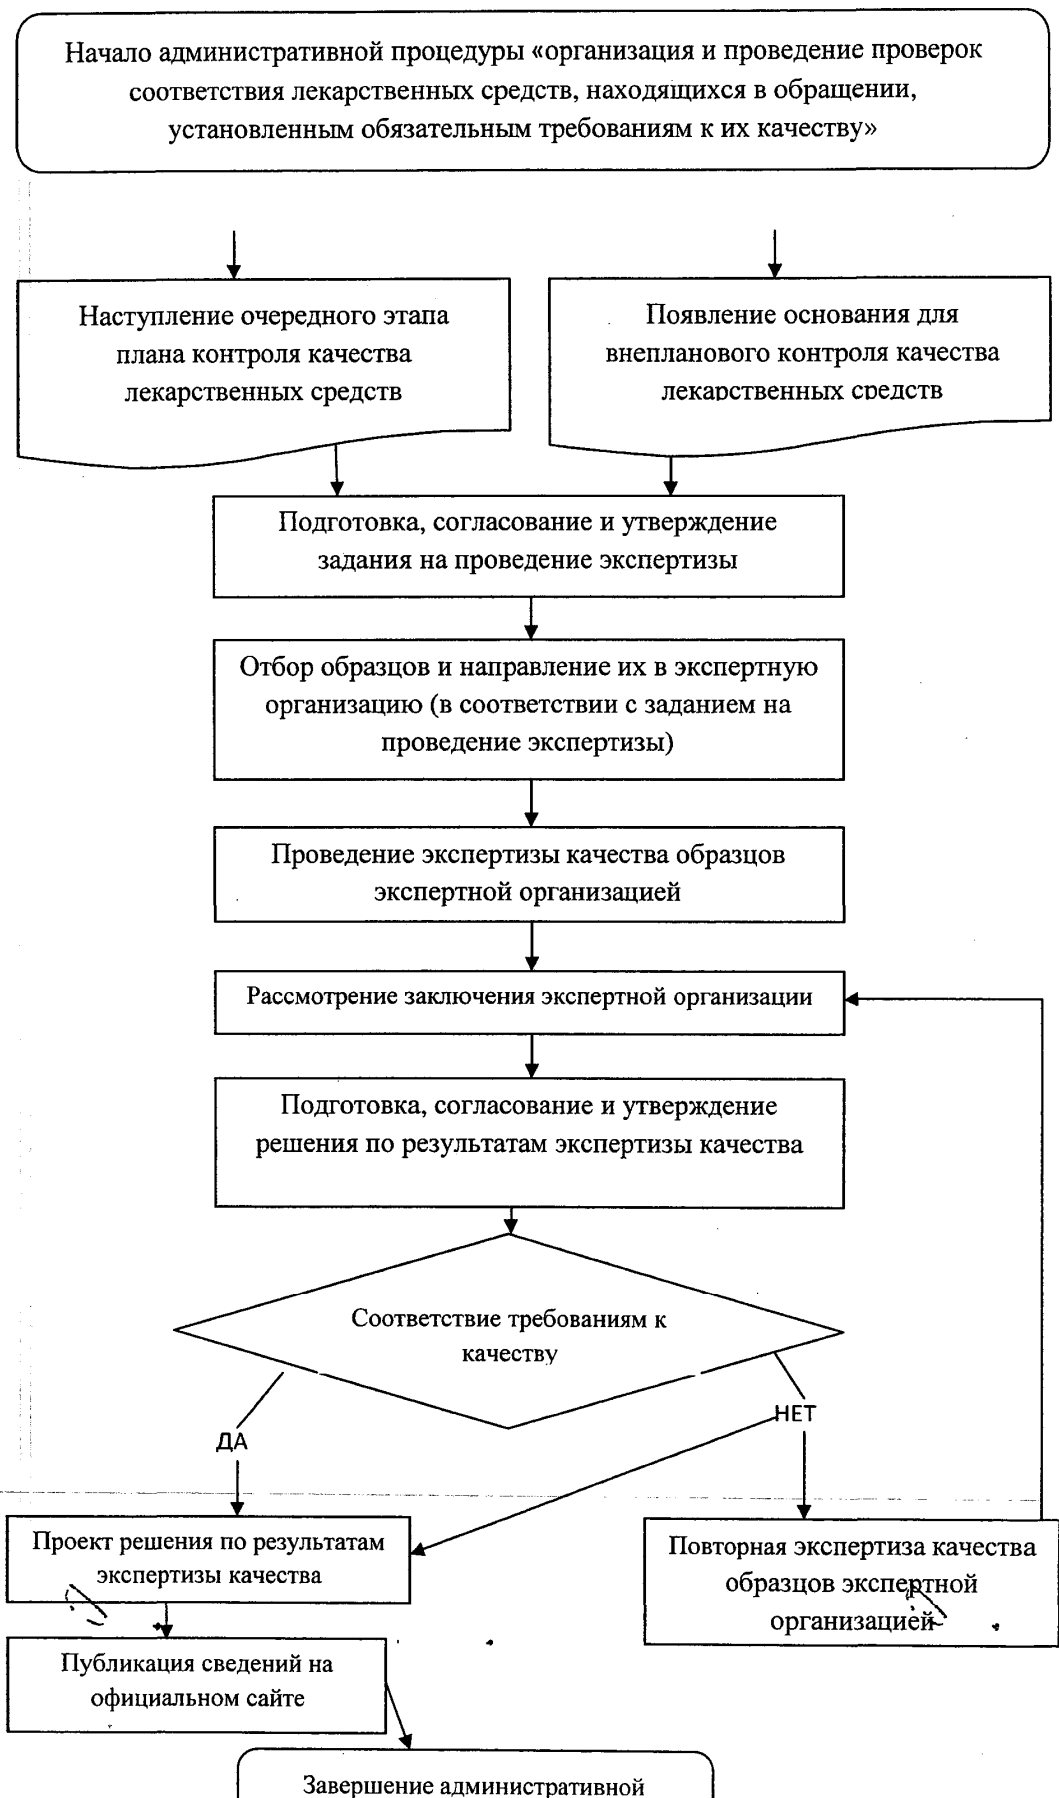 Начало административной процедуры «организация и проведение проверок
соответствия лекарственных средств, находящихся в обращении,
установленным обязательным требованиям к их качеству»
Наступление очередного этапа
плана контроля качества
лекарственных средств
Появление основания для
внепланового контроля качества
лекарственных средств
Подготовка, согласование и утверждение
задания на проведение экспертизы
Отбор образцов и направление их в экспертную
организацию (в соответствии с заданием на
проведение экспертизы)
Проведение экспертизы качества образцов
экспертной организацией
Рассмотрение заключения экспертной организации
Подготовка, согласование и утверждение
решения по результатам экспертизы качества
Соответствие требованиям к
качеству
ДА
НЕТ
Проект решения по результатам
экспертизы качества
Повторная экспертиза качества
образцов экспертной
организацией
Публикация сведений на
официальном сайте
Завершение административной